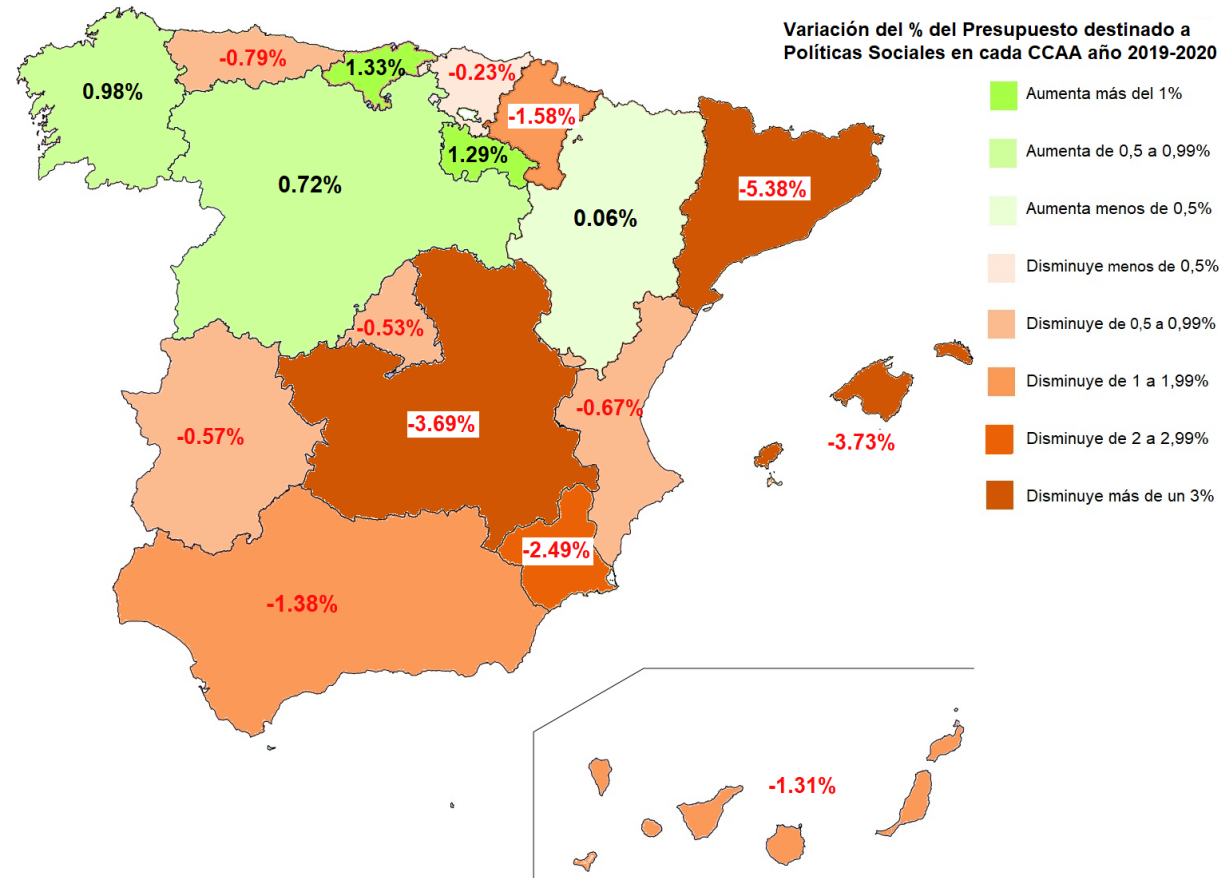 Variación del % del Presupuesto destinado a
Políticas Sociales en cada CCAA año 2019-2020
Aumenta más del 1%
Aumenta de 0,5 a 0,99%
Aumenta menos de 0,5%
Disminuye menos de 0,5%
Disminuye de 0,5 a 0,99%
Disminuye de 1 a 1,99%
Disminuye de 2 a 2,99%
Disminuye más de un 3%
-0.79%
1.33%
-0.23%
0.98%
-1.58%
1.29%
0.72%
-5.38%
0.06%
-0.53%
-0.67%
-3.69%
-0.57%
-3.73%
-2.49%
-1.38%
-1.31%